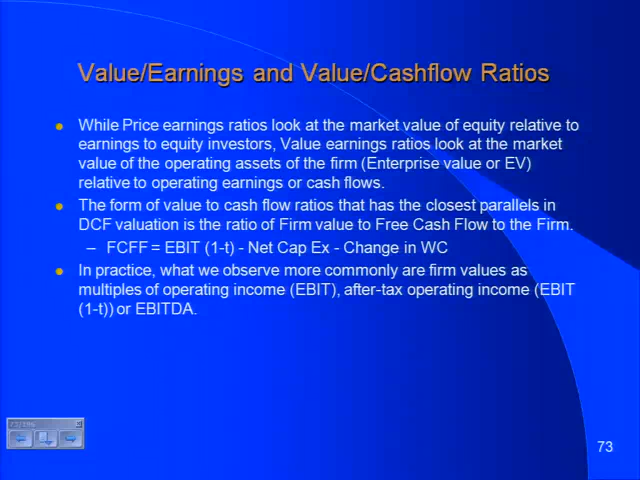 Value/Earnings and Value/Cashflow Ratios
While Price earnings ratios look at the market value of equity relative to
earnings to equity investors, Value earnings ratios look at the market
value of the operating assets of the firm (Enterprise value or EV)
relative to operating earnings or cash flows.
The form of value to cash flow ratios that has the closest parallels in
DCF valuation is the ratio of Firm value to Free Cash Flow to the Firm.
– FCFF = EBIT (1-t) - Net Cap Ex - Change in WC
In practice, what we observe more commonly are firm values as
multiples of operating income (EBIT), after-tax operating income (EBIT
(1-t)) or EBITDA.
73